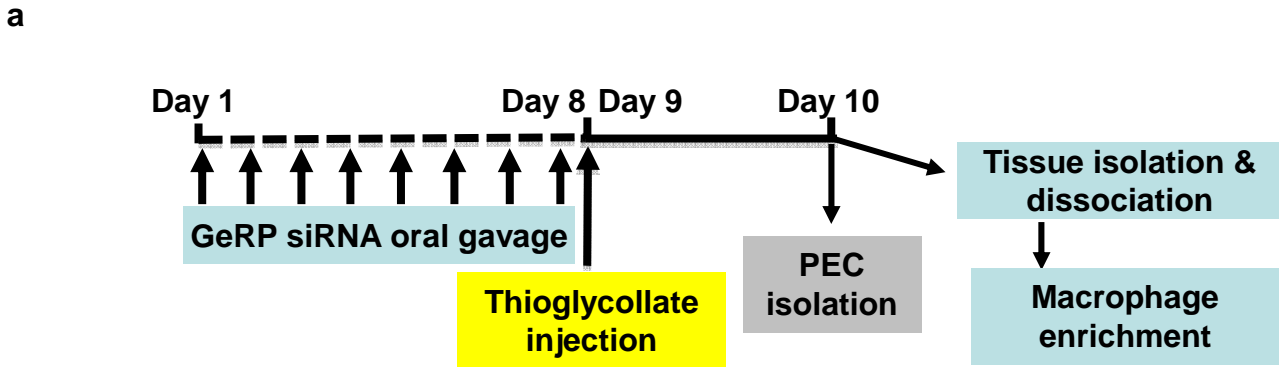 a
Day 1
Day 8
Day 9
Day 10
GeRP siRNA oral gavage
Thioglycollate
injection
PEC
isolation
Tissue isolation &
dissociation
Macrophage
enrichment